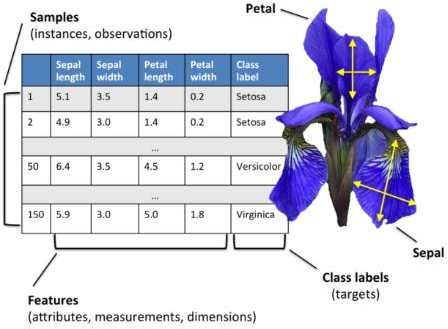 Petal
Samples
(instances, observations)
Sepal length Sepal width Petal length Petal width Class label
1 5.1 3.5 1.4 0.2 Setosa
2 4.9 3.0 1.4 0.2 Setosa
...
50 6.4 3.5 4.5 1.2 Versicolor
...
150 5.9 3.0 5.0 1.8 Virginica
Sepal
Class labels
(targets)
Features
(attributes, measurements, dimensions)